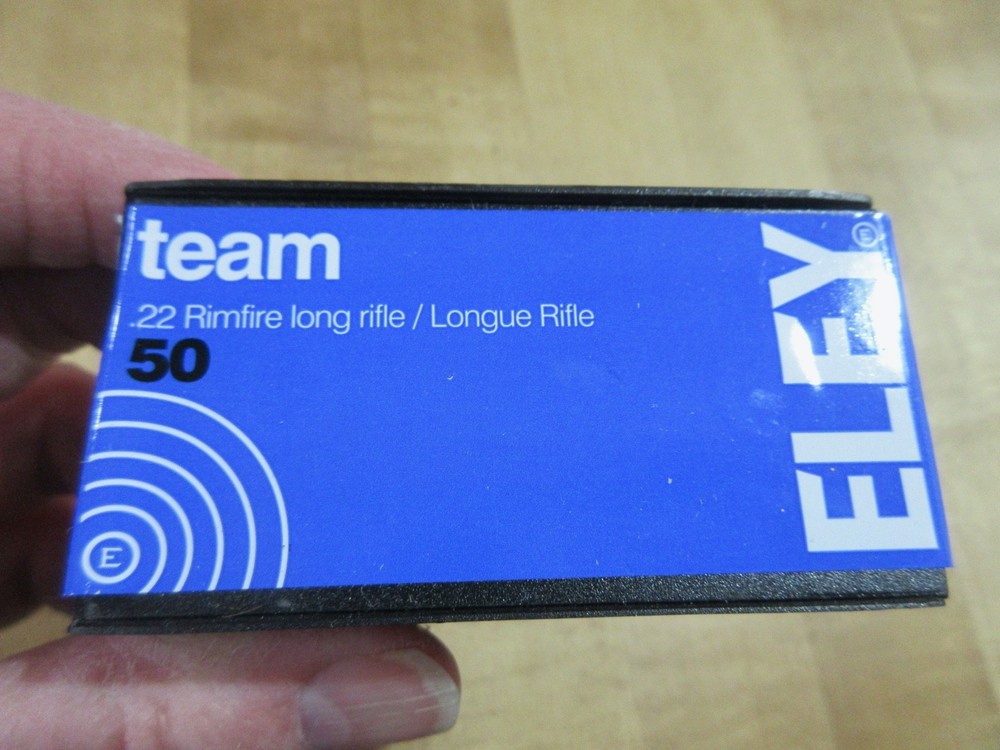 team
.22 Rimfire long rifle / Longue Rifle
50
E
ELEY
E